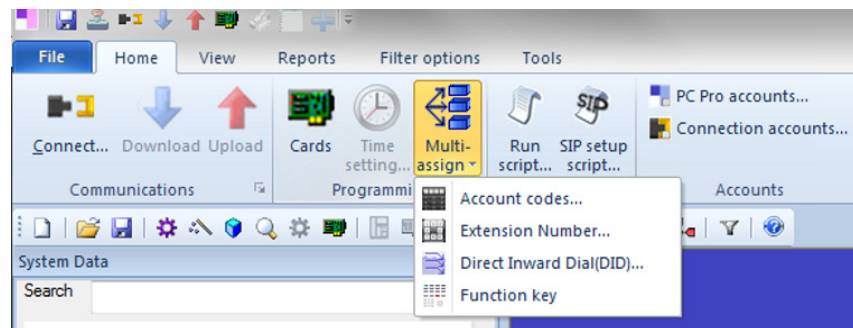 File Home View Reports Filter options Tools
SIP
PC Pro accounts...
Connection accounts...
Connect... Download Upload Cards Time setting... Multi-assign Run script... SIP setup script...
Communications Programmi Accounts
Account codes...
Extension Number...
Direct Inward Dial(DID)...
Function key
System Data
Search